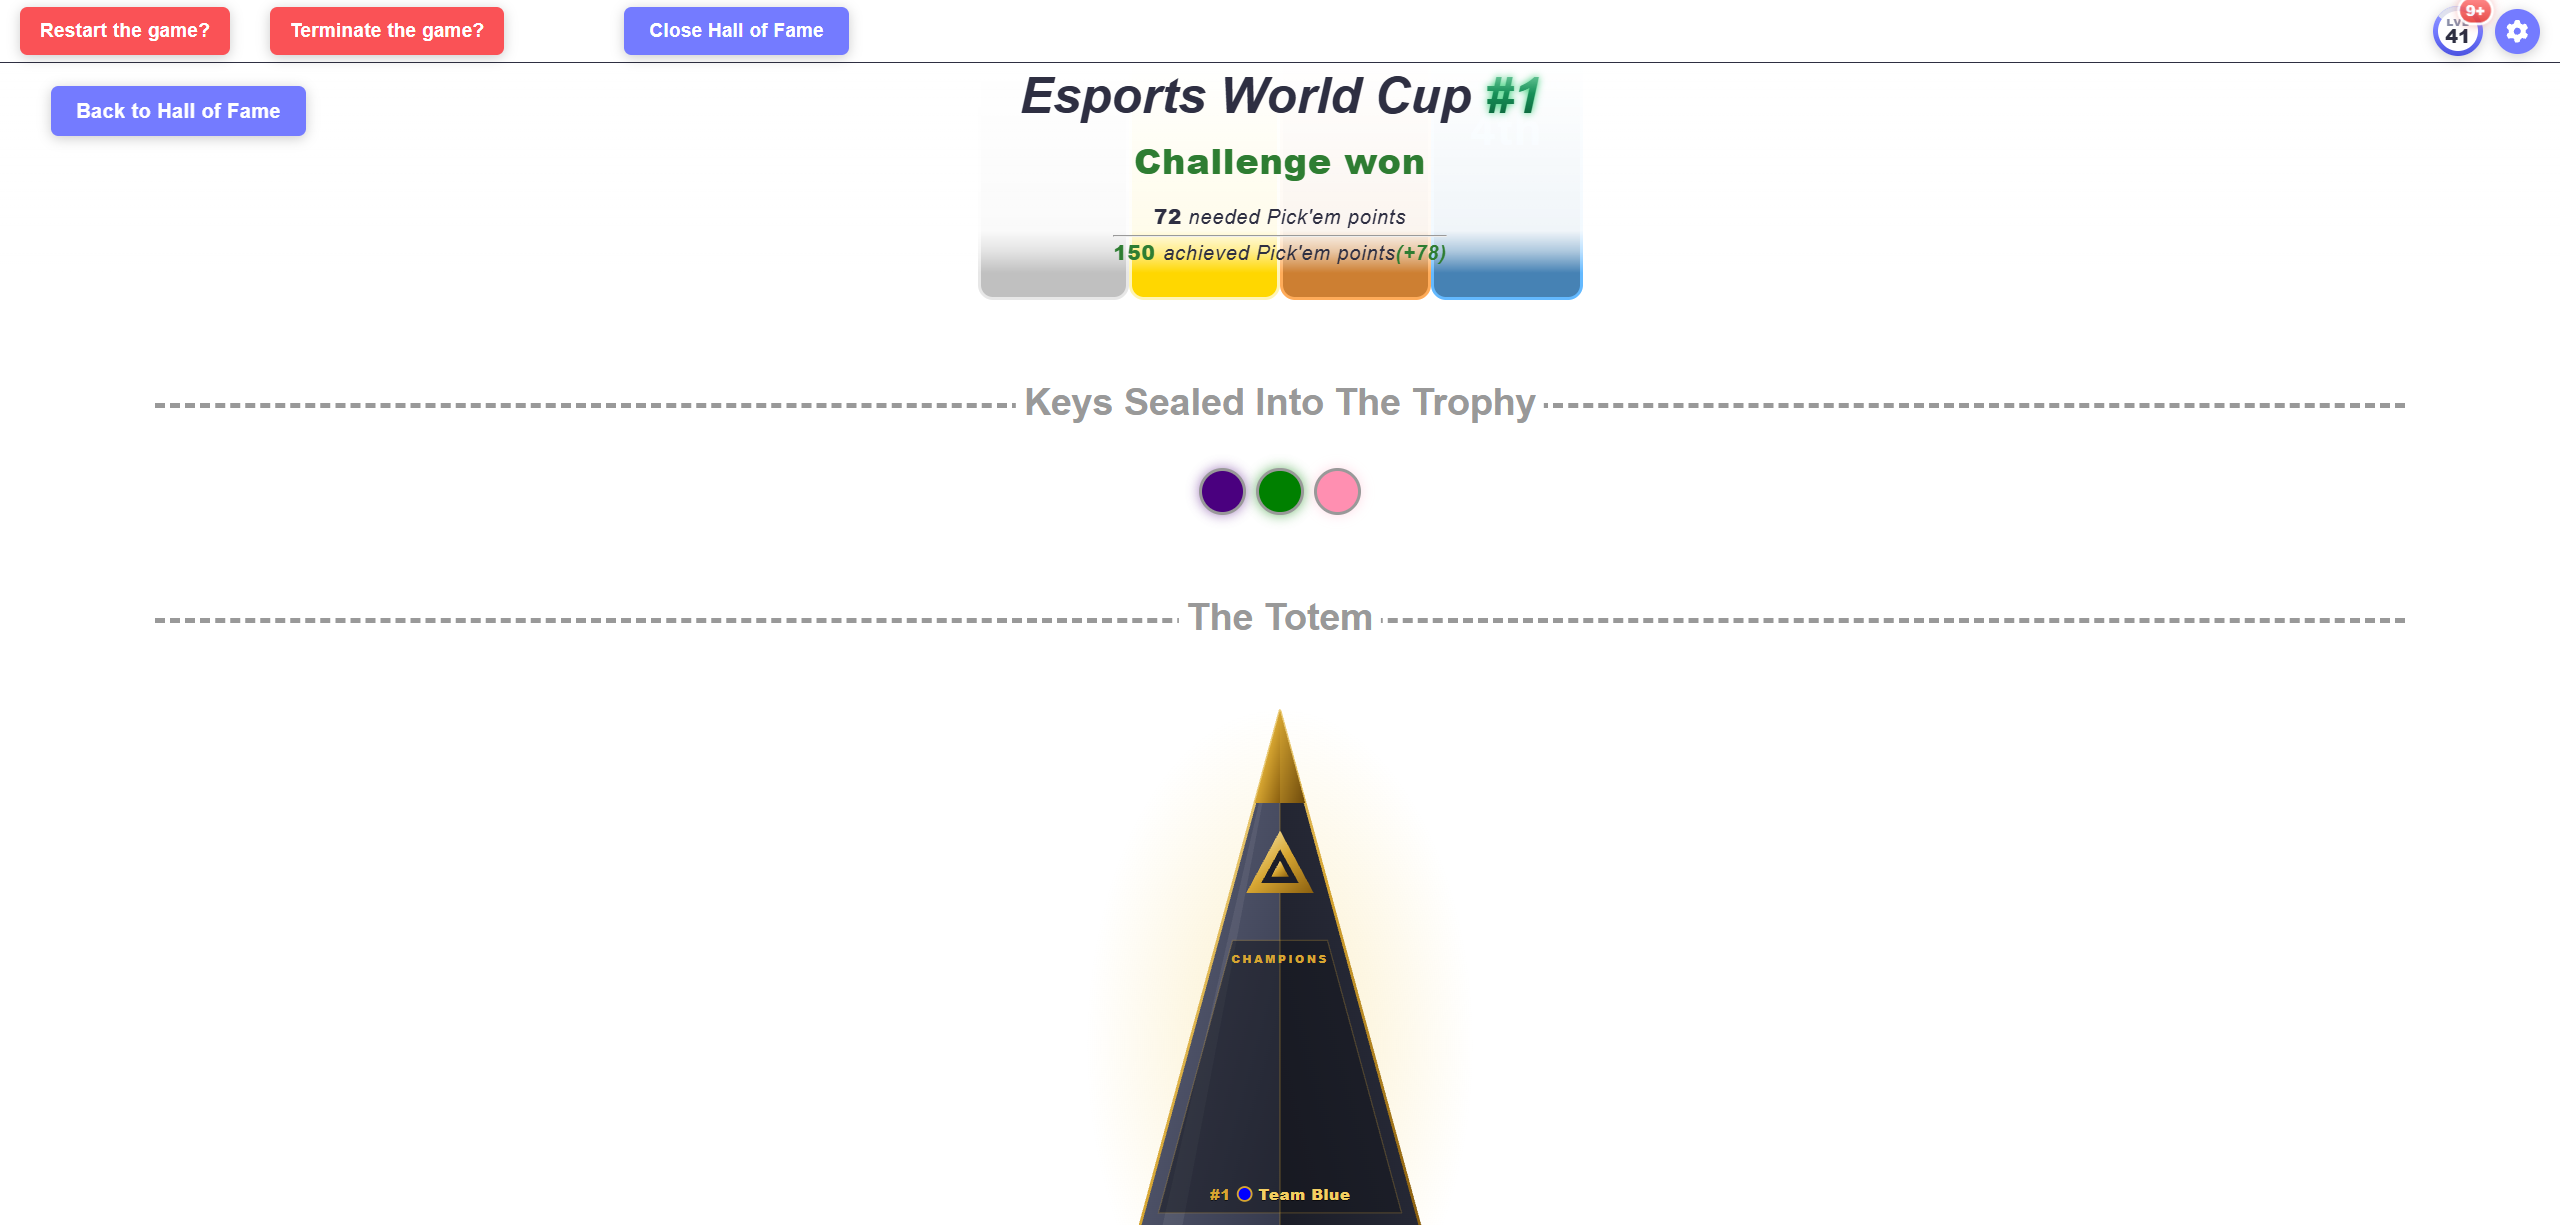 Restart the game?
Terminate the game?
Close Hall of Fame
9+
41
Back to Hall of Fame
Esports World Cup #1
Challenge won
72 needed Pick'em points
150 achieved Pick'em points(+78)
Keys Sealed Into The Trophy
The Totem
CHAMPIONS
#1 Team Blue